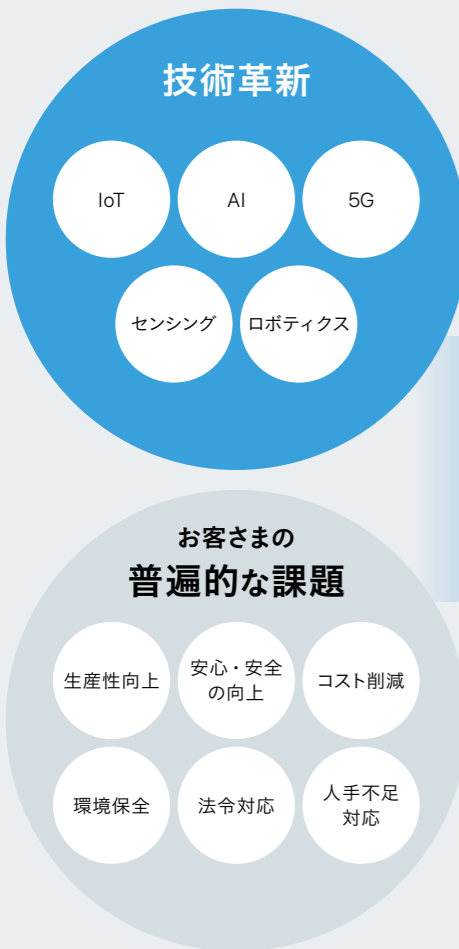 技術革新
IoT
AI
5G
センシング
ロボティクス
お客さまの
普遍的な課題
生産性向上
安心・安全
の向上
コスト削減
環境保全
法令対応
人手不足
対応